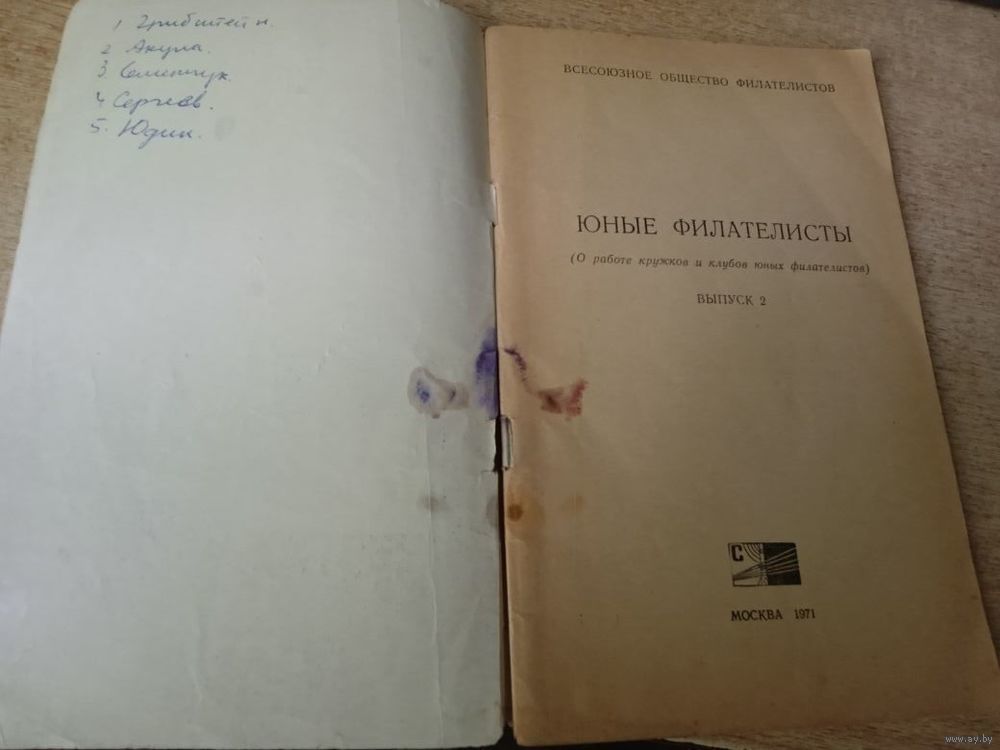 1 Грибштейн.
2 Акула.
3
4 Сергеев.
5. Юдин.
ВСЕСОЮЗНОЕ ОБЩЕСТВО ФИЛАТЕЛИСТОВ
ЮНЫЕ ФИЛАТЕЛИСТЫ
(О работе кружков и клубов юных филателистов)
ВЫПУСК 2
С
МОСКВА 1971
www.ay.by